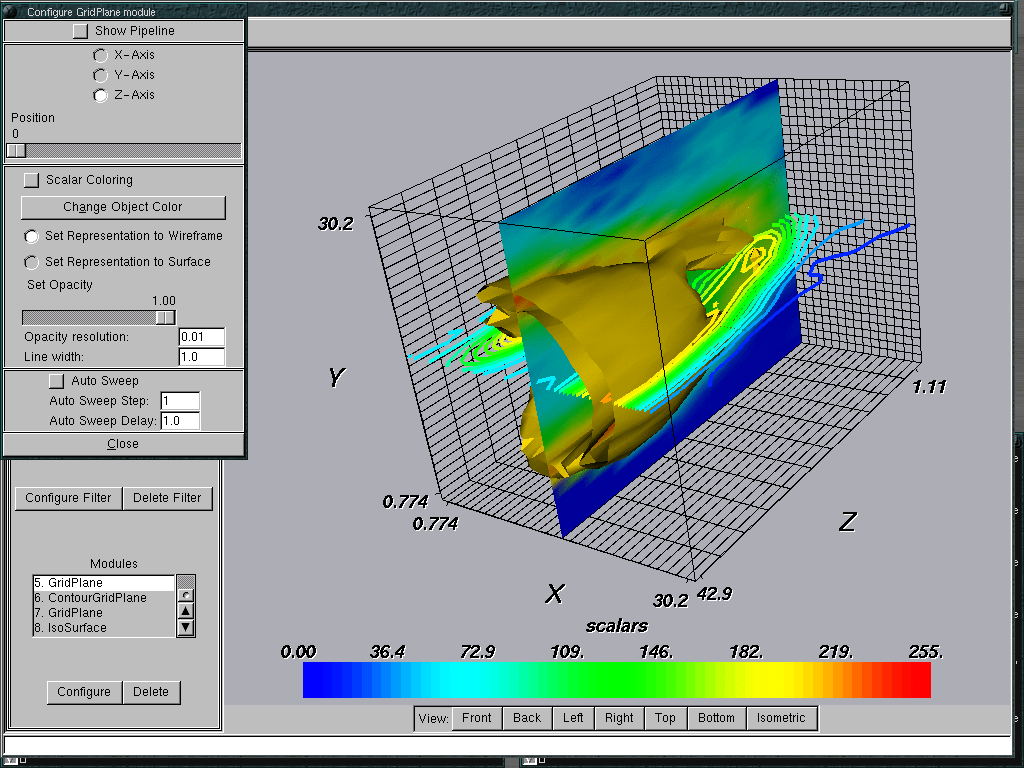 Configure GridPlane module
Show Pipeline
X-Axis
Y-Axis
Z-Axis
Position
0
Scalar Coloring
Change Object Color
Set Representation to Wireframe
Set Representation to Surface
Set Opacity
1.00
Opacity resolution: 0.01
Line width: 1.0
Auto Sweep
Auto Sweep Step: 1
Auto Sweep Delay: 1.0
Close
Configure Filter Delete Filter
Modules
5. GridPlane
6. ContourGridPlane
7. GridPlane
8. IsoSurface
Configure Delete
30.2
Y
0.774
0.774
X
30.2
42.9
Z
1.11
scalars
0.00 36.4 72.9 109. 146. 182. 219. 255.
View: Front Back Left Right Top Bottom Isometric